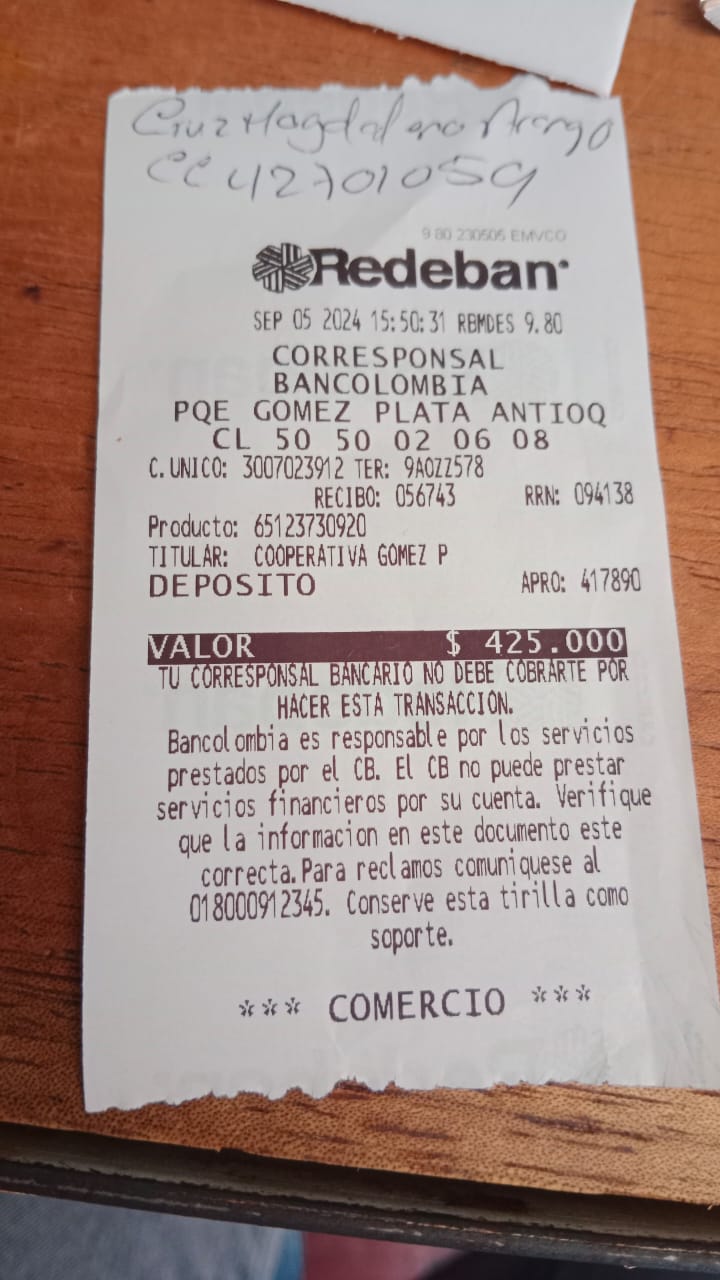 Cruz Magdalena Arango
CC 42701059
9 80 230505 EMVCO
Redeban
SEP 05 2024 15:50:31 RBMDES 9.80
CORRESPONSAL
BANCOLOMBIA
PQE GOMEZ PLATA ANTIOQ
CL 50 50 02 06 08
C.UNICO: 3007023912 TER: 9A0ZZ578
RECIBO: 056743 RRN: 094138
Producto: 65123730920
TITULAR: COOPERATIVA GOMEZ P
DEPOSITO APRO: 417890
VALOR $ 425.000
TU CORRESPONSAL BANCARIO NO DEBE COBRARTE POR
HACER ESTA TRANSACCION.
Bancolombia es responsable por los servicios
prestados por el CB. El CB no puede prestar
servicios financieros por su cuenta. Verifique
que la informacion en este documento este
correcta.Para reclamos comuniquese al
018000912345. Conserve esta tirilla como
soporte.
*** COMERCIO ***